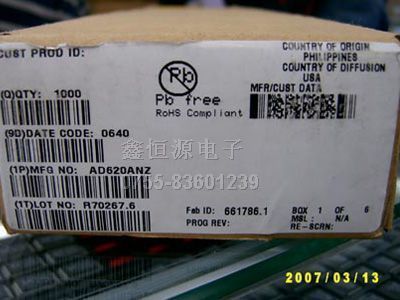 CUST PROD ID:
COUNTRY OF ORIGIN
PHILIPPINES
COUNTRY OF DIFFUSION
USA
MFR/CUST DATA
Pb
Pb free
RoHS Compliant
(Q)QTY: 1000
(9D)DATE CODE: 0640
鑫恒源电子
0755-83601239
(1P)MFG NO: AD620ANZ
(1T)LOT NO: R70267.6
Fab ID: 661786.1
PROG REV:
BOX 1 OF 6
MSL: N/A
RE-SCRN:
2007/03/13